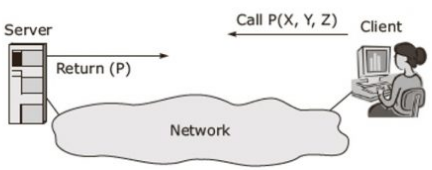 Server
Call P(X, Y, Z)
Client
Return (P)
Network